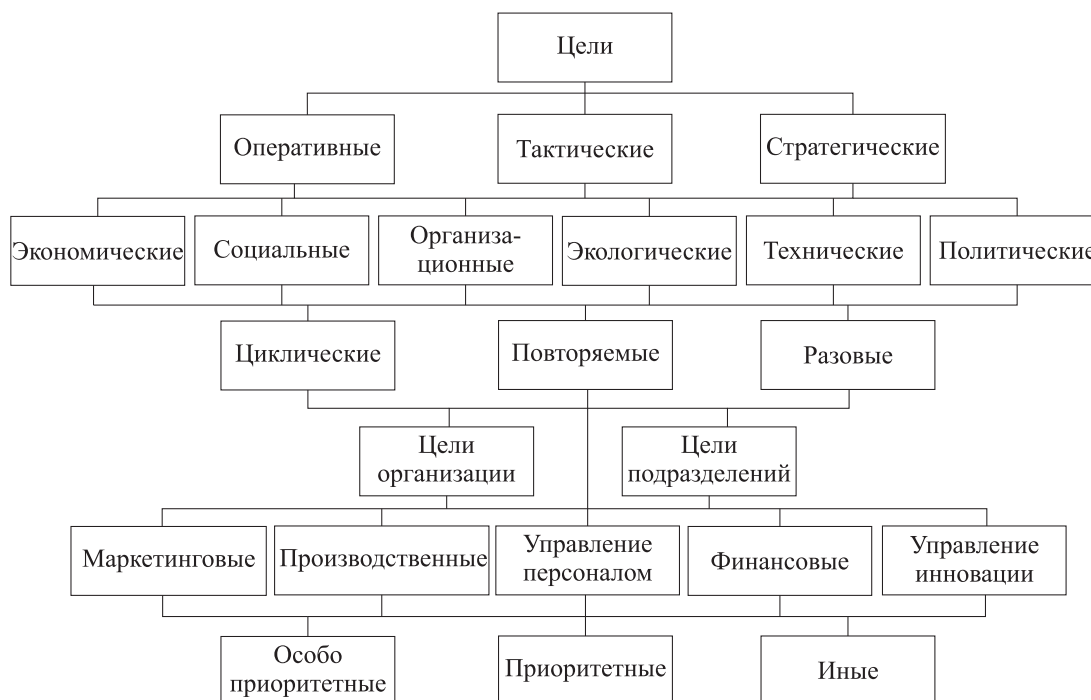 Цели
Оперативные
Тактические
Стратегические
Экономические
Социальные
Организа-
ционные
Экологические
Технические
Политические
Циклические
Повторяемые
Разовые
Цели
организации
Цели
подразделений
Маркетинговые
Производственные
Управление
персоналом
Финансовые
Управление
инновации
Особо
приоритетные
Приоритетные
Иные